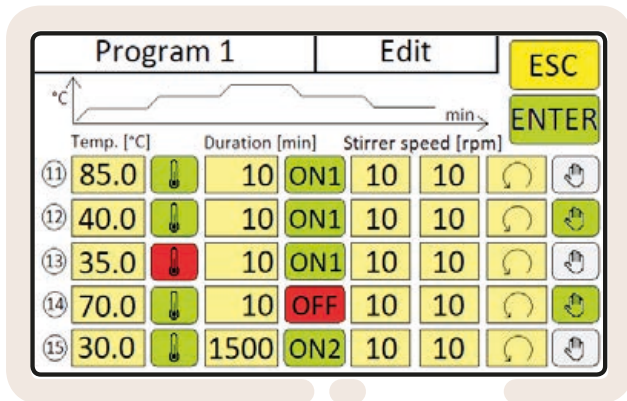 Program 1 Edit ESC
°C
min ENTER
Temp. [°C] Duration [min] Stirrer speed [rpm]
11 85.0 10 ON1 10 10
12 40.0 10 ON1 10 10
13 35.0 10 ON1 10 10
14 70.0 10 OFF 10 10
15 30.0 1500 ON2 10 10